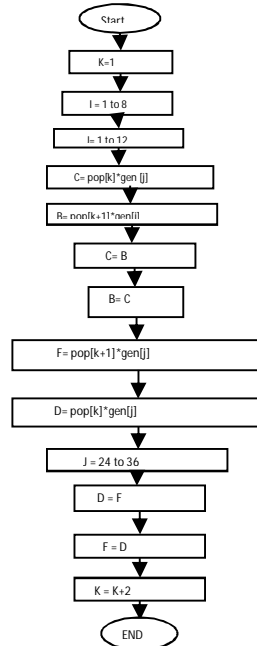 Start
K=1
I = 1 to 8
J= 1 to 12
C= pop[k]*gen [j]
B= pop[k+1]*gen[j]
C= B
B= C
F= pop[k+1]*gen[j]
D= pop[k]*gen[j]
J = 24 to 36
D = F
F = D
K = K+2
END